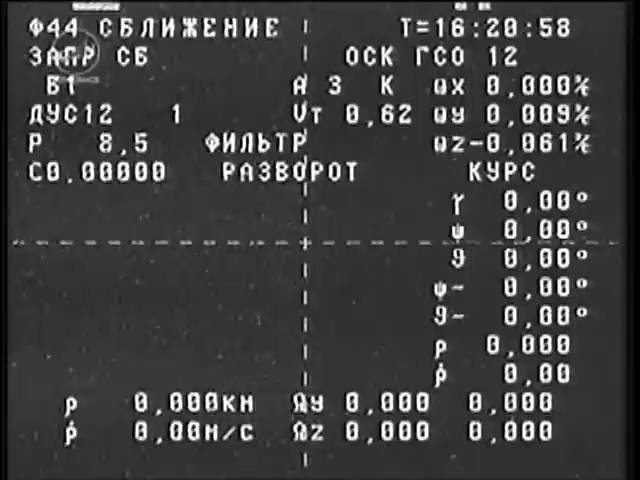 Ф44 СБЛИЖЕНИЕ T=16:20:58
ЗАПР СБ ОСК ГСО 12
Б1 А 3 К ωX 0,000%
ДУС12 1 Vт 0,62 ωУ 0,009%
Р 8,5 ФИЛЬТР ωZ-0,061%
С0.00000 РАЗВОРОТ КУРС
γ 0,00°
ψ 0,00°
ϑ 0,00°
ψ- 0,00°
ϑ- 0,00°
ρ 0,000
ρ̇ 0,00
ρ 0,000КМ ΩУ 0,000 0,000
ρ̇ 0,00М/С ΩZ 0,000 0,000